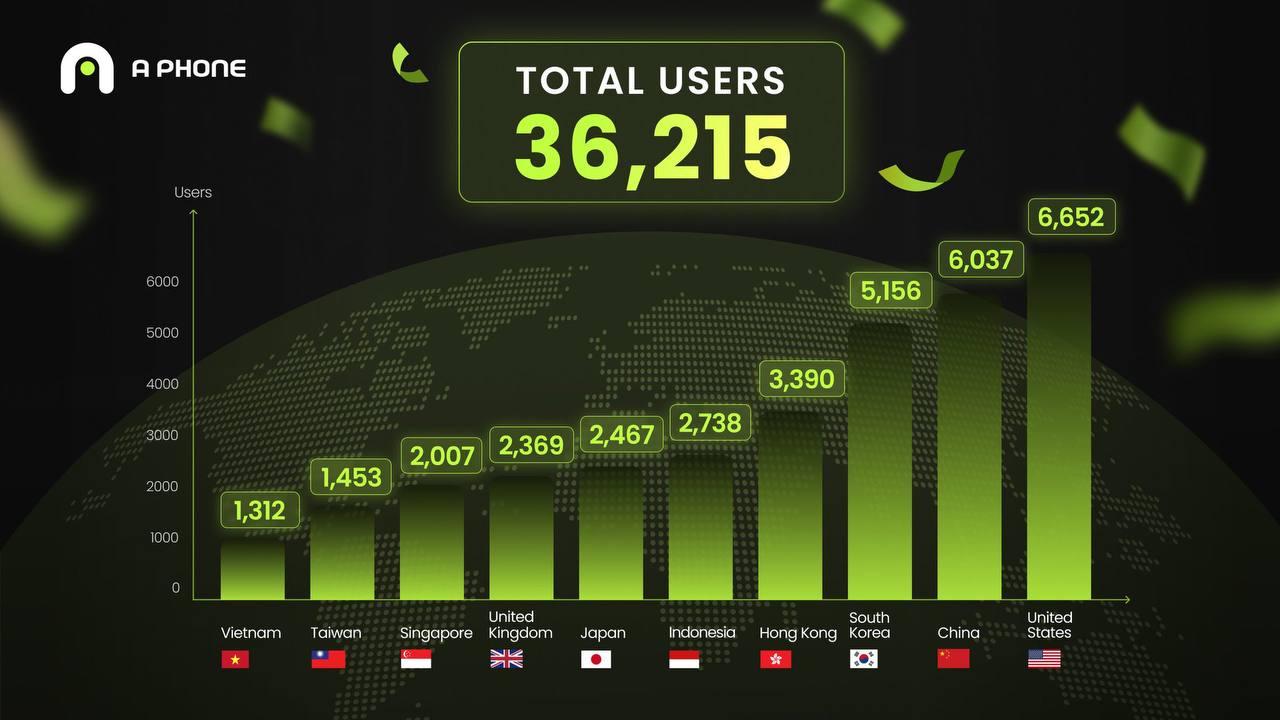 A PHONE
TOTAL USERS
36,215
Users
6000
5000
4000
3000
2000
1000
0
1,312
1,453
2,007
2,369
2,467
2,738
3,390
5,156
6,037
6,652
Vietnam
Taiwan
Singapore
United
Kingdom
Japan
Indonesia
Hong Kong
South
Korea
China
United
States